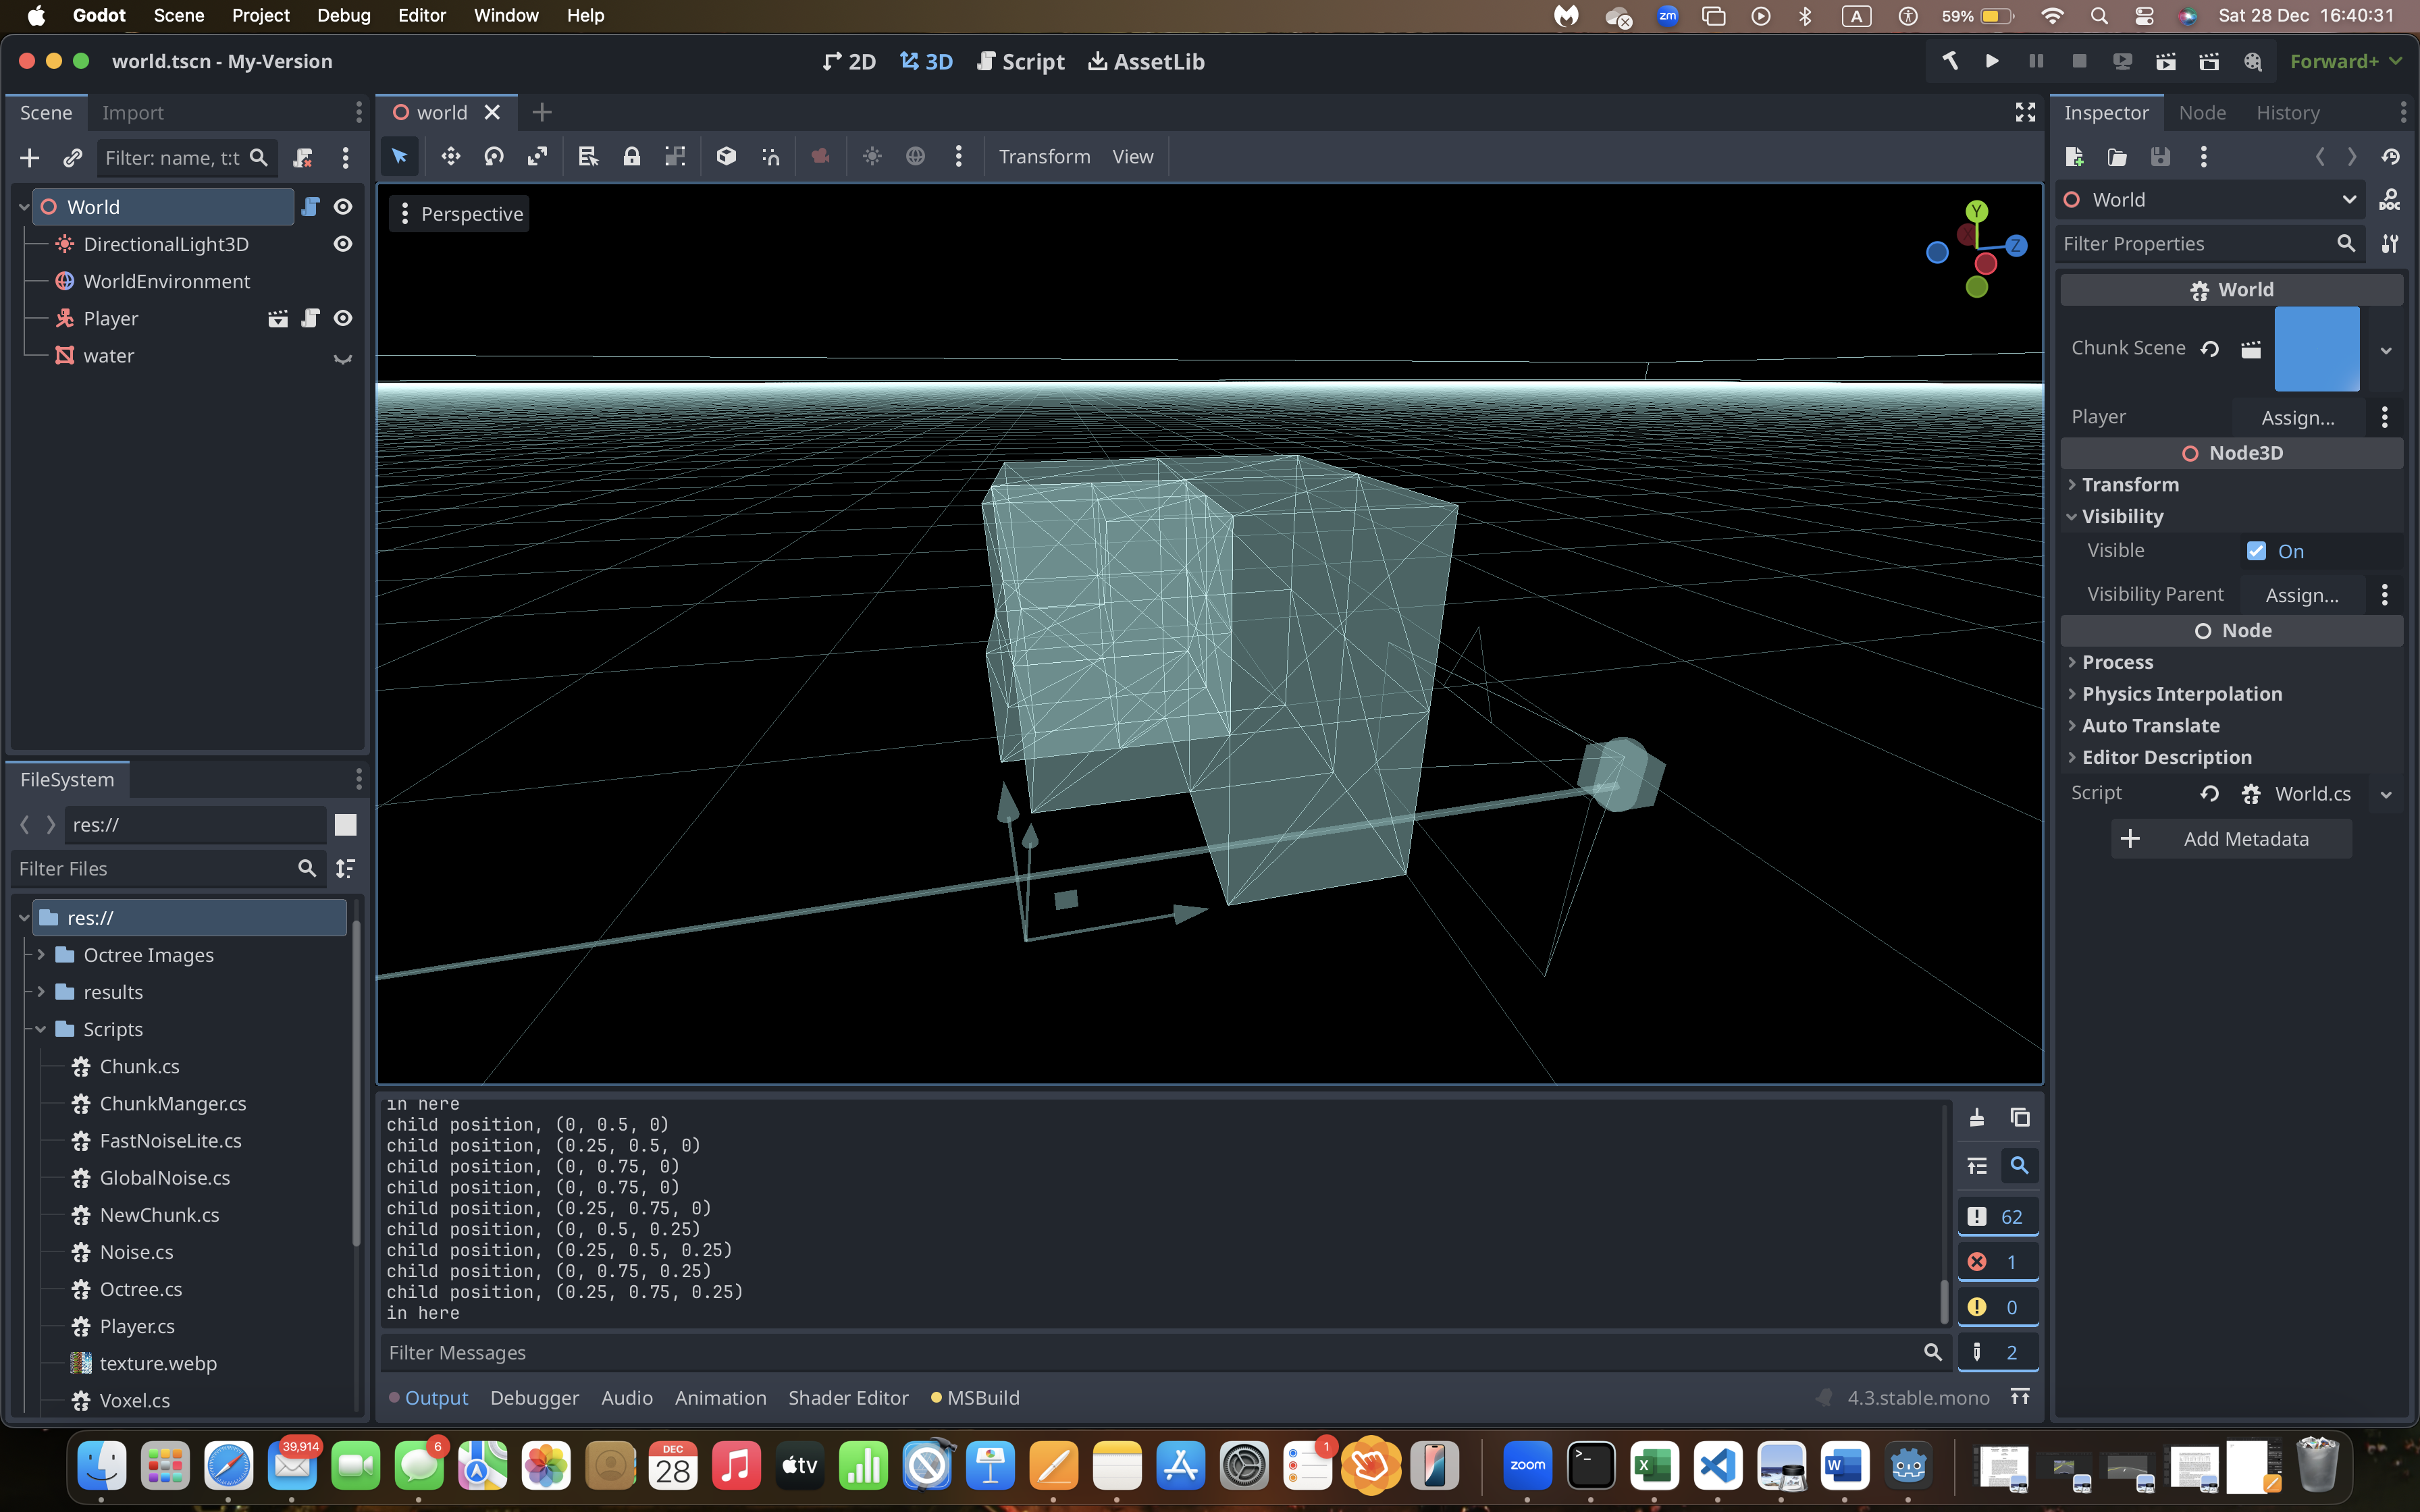 Godot Scene Project Debug Editor Window Help
zm A 59% Sat 28 Dec 16:40:31
world.tscn - My-Version
2D 3D Script AssetLib
Forward+
Scene Import
Filter: name, t:t
World
DirectionalLight3D
WorldEnvironment
Player
water
FileSystem
res://
Filter Files
res://
Octree Images
results
Scripts
Chunk.cs
ChunkManger.cs
FastNoiseLite.cs
GlobalNoise.cs
NewChunk.cs
Noise.cs
Octree.cs
Player.cs
texture.webp
Voxel.cs
world
Transform View
Perspective
Y
X
Z
in here
child position, (0, 0.5, 0)
child position, (0.25, 0.5, 0)
child position, (0, 0.75, 0)
child position, (0, 0.75, 0)
child position, (0.25, 0.75, 0)
child position, (0, 0.5, 0.25)
child position, (0.25, 0.5, 0.25)
child position, (0, 0.75, 0.25)
child position, (0.25, 0.75, 0.25)
in here
62
1
0
2
Filter Messages
Output Debugger Audio Animation Shader Editor MSBuild
4.3.stable.mono
Inspector Node History
World
DOC
Filter Properties
World
Chunk Scene
Player Assign...
Node3D
Transform
Visibility
Visible On
Visibility Parent Assign...
Node
Process
Physics Interpolation
Auto Translate
Editor Description
Script World.cs
Add Metadata
39,914
6
DEC
28
tv
1
zoom
X
W